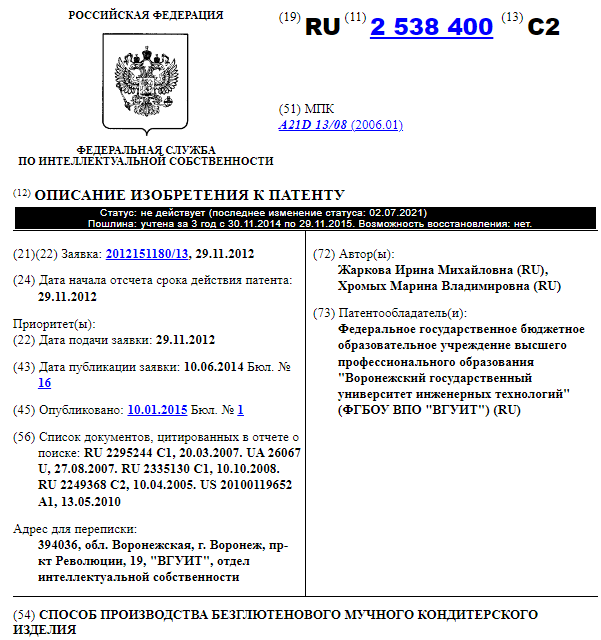 РОССИЙСКАЯ ФЕДЕРАЦИЯ
ФЕДЕРАЛЬНАЯ СЛУЖБА
ПО ИНТЕЛЛЕКТУАЛЬНОЙ СОБСТВЕННОСТИ
(19) RU (11) 2 538 400 (13) C2
(51) МПК
A21D 13/08 (2006.01)
(12) ОПИСАНИЕ ИЗОБРЕТЕНИЯ К ПАТЕНТУ
Статус: не действует (последнее изменение статуса: 02.07.2021)
Пошлина: учтена за 3 год с 30.11.2014 по 29.11.2015. Возможность восстановления: нет.
(21)(22) Заявка: 2012151180/13, 29.11.2012
(24) Дата начала отсчета срока действия патента:
29.11.2012
Приоритет(ы):
(22) Дата подачи заявки: 29.11.2012
(43) Дата публикации заявки: 10.06.2014 Бюл. №
16
(45) Опубликовано: 10.01.2015 Бюл. № 1
(56) Список документов, цитированных в отчете о
поиске: RU 2295244 C1, 20.03.2007. UA 26067
U, 27.08.2007. RU 2335130 C1, 10.10.2008.
RU 2249368 C2, 10.04.2005. US 20100119652
A1, 13.05.2010
Адрес для переписки:
394036, обл. Воронежская, г. Воронеж, пр-
кт Революции, 19, "ВГУИТ", отдел
интеллектуальной собственности
(72) Автор(ы):
Жаркова Ирина Михайловна (RU),
Хромых Марина Владимировна (RU)
(73) Патентообладатель(и):
Федеральное государственное бюджетное
образовательное учреждение высшего
профессионального образования
"Воронежский государственный
университет инженерных технологий"
(ФГБОУ ВПО "ВГУИТ") (RU)
(54) СПОСОБ ПРОИЗВОДСТВА БЕЗГЛЮТЕНОВОГО МУЧНОГО КОНДИТЕРСКОГО
ИЗДЕЛИЯ